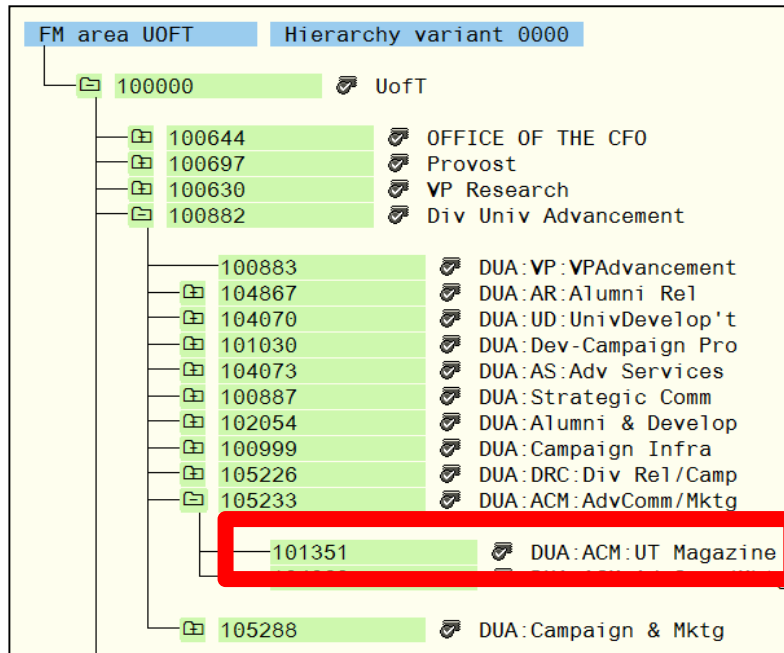 FM area UOFT Hierarchy variant 0000
100000 UofT
100644 OFFICE OF THE CFO
100697 Provost
100630 VP Research
100882 Div Univ Advancement
100883 DUA:VP:VPAdvancement
104867 DUA:AR:Alumni Rel
104070 DUA:UD:UnivDevelop't
101030 DUA:Dev-Campaign Pro
104073 DUA:AS:Adv Services
100887 DUA:Strategic Comm
102054 DUA:Alumni & Develop
100999 DUA:Campaign Infra
105226 DUA:DRC:Div Rel/Camp
105233 DUA:ACM:AdvComm/Mktg
101351 DUA:ACM:UT Magazine
105288 DUA:Campaign & Mktg